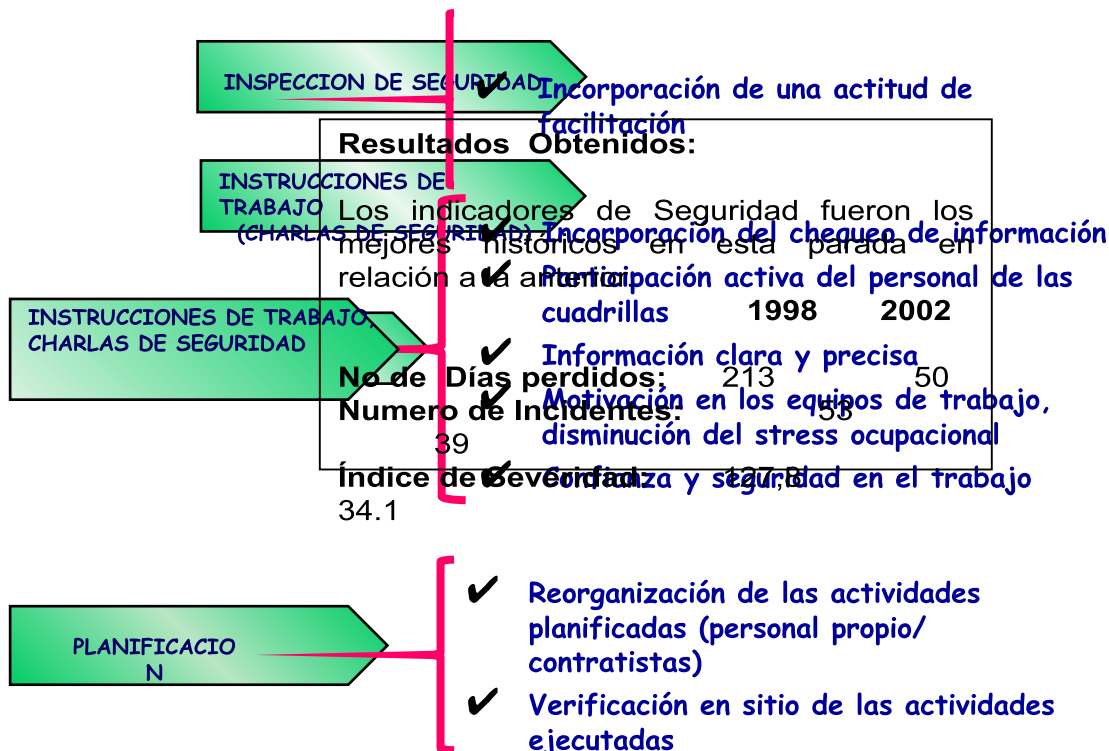 INSPECCION DE SEGURIDAD
✔ Incorporación de una actitud de
facilitación
Resultados Obtenidos:
INSTRUCCIONES DE
TRABAJO
(CHARLAS DE SEGURIDAD)
Los indicadores de Seguridad fueron los
mejores históricos en esta parada en
relación a la anterior.
1998 2002
No de Días perdidos: 213 50
Numero de Incidentes: 53
39
Índice de Severidad: 127,8
34.1
✔ Incorporación del chequeo de información
✔ Participación activa del personal de las
cuadrillas
✔ Información clara y precisa
✔ Motivación en los equipos de trabajo,
disminución del stress ocupacional
✔ Confianza y seguridad en el trabajo
INSTRUCCIONES DE TRABAJO,
CHARLAS DE SEGURIDAD
PLANIFICACIO
N
✔ Reorganización de las actividades
planificadas (personal propio/
contratistas)
✔ Verificación en sitio de las actividades
ejecutadas